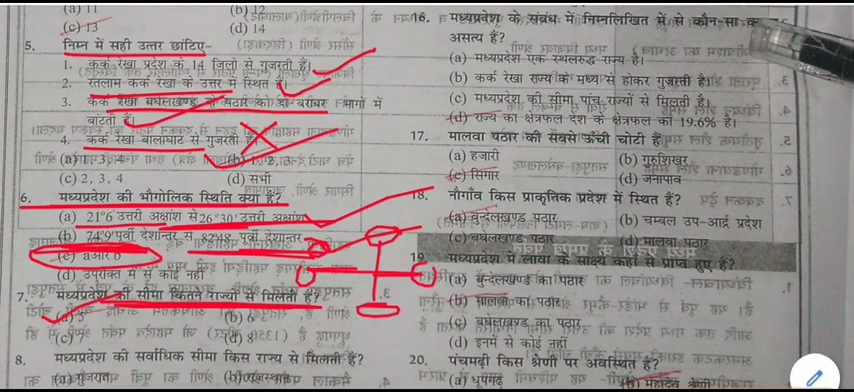 (a) 11 (b) 12
(c) 13 (d) 14
5. निम्न में सही उत्तर छांटिए-
1. कर्क रेखा प्रदेश के 14 जिलों से गुजरती है।
2. रतलाम कर्क रेखा के उत्तर में स्थित है।
3. कर्क रेखा बघेलखण्ड के पठार को दो बराबर भागों में
बांटती है।
4. कर्क रेखा बालाघाट से गुजरती है।
(a) 1, 3, 4 (b) 1, 2, 3
(c) 2, 3, 4 (d) सभी
6. मध्यप्रदेश की भौगोलिक स्थिति क्या है?
(a) 21°6' उत्तरी अक्षांश से 26°30' उत्तरी अक्षांश
(b) 74°9' पूर्वी देशान्तर से 82°48' पूर्वी देशान्तर
(c) a और b
(d) उपरोक्त में से कोई नहीं
7. मध्यप्रदेश की सीमा कितने राज्यों से मिलती है?
(a) 5 (b) 6
(c) 7 (d) 8
8. मध्यप्रदेश की सर्वाधिक सीमा किस राज्य से मिलती है?
(a) गुजरात (b) राजस्थान
16. मध्यप्रदेश के संबंध में निम्नलिखित में से कौन-सा
असत्य है?
(a) मध्यप्रदेश एक स्थलरुद्ध राज्य है।
(b) कर्क रेखा राज्य के मध्य से होकर गुजरती है।
(c) मध्यप्रदेश की सीमा पांच राज्यों से मिलती है।
(d) राज्य का क्षेत्रफल देश के क्षेत्रफल का 19.6% है।
17. मालवा पठार की सबसे ऊँची चोटी है
(a) हजारी (b) गुरुशिखर
(c) सिगार (d) जनापाव
18. नौगाँव किस प्राकृतिक प्रदेश में स्थित है?
(a) बुन्देलखण्ड पठार (b) चम्बल उप-आर्द्र प्रदेश
(c) बघेलखण्ड पठार (d) मालवा पठार
19. मध्यप्रदेश में लावा के साक्ष्य कहाँ से प्राप्त हुए हैं?
(a) बुन्देलखण्ड का पठार
(b) मालवा का पठार
(c) बघेलखण्ड का पठार
(d) इनमें से कोई नहीं
20. पंचमढ़ी किस श्रेणी पर अवस्थित है?
(a) धूपगढ़ (b) महादेव श्रेणी